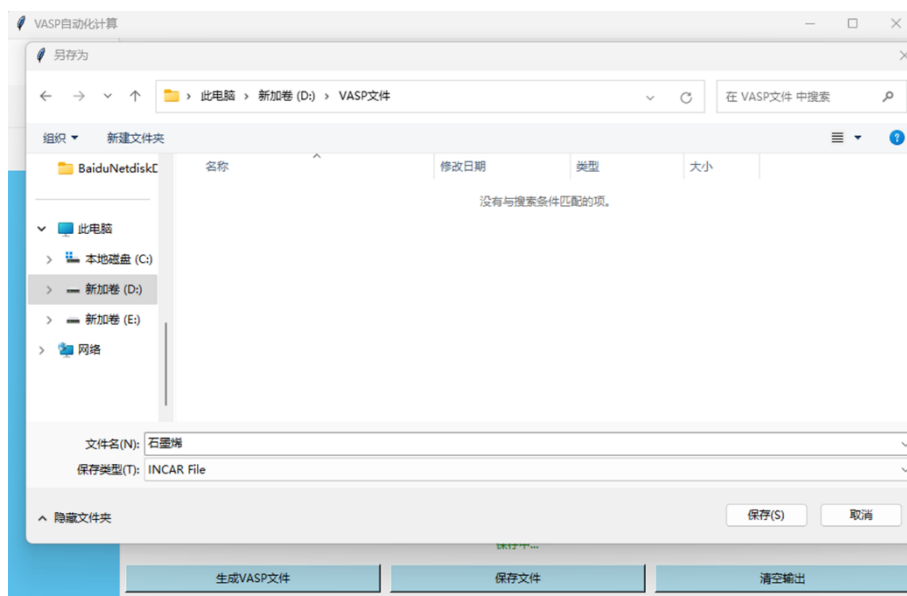 VASP自动化计算
另存为
此电脑 › 新加卷 (D:) › VASP文件
在 VASP文件 中搜索
组织 新建文件夹
BaiduNetdiskD
名称 修改日期 类型 大小
没有与搜索条件匹配的项。
此电脑
本地磁盘 (C:)
新加卷 (D:)
新加卷 (E:)
网络
文件名(N): 石墨烯
保存类型(T): INCAR File
隐藏文件夹 保存(S) 取消
保存中...
生成VASP文件 保存文件 清空输出